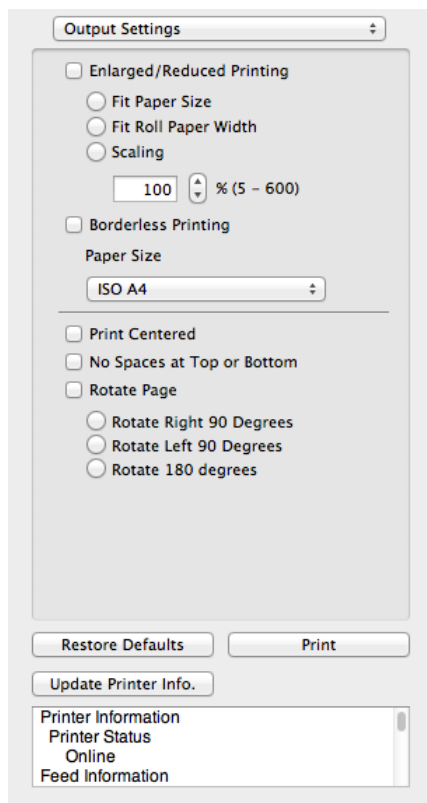 Output Settings
Enlarged/Reduced Printing
Fit Paper Size
Fit Roll Paper Width
Scaling
100 % (5 – 600)
Borderless Printing
Paper Size
ISO A4
Print Centered
No Spaces at Top or Bottom
Rotate Page
Rotate Right 90 Degrees
Rotate Left 90 Degrees
Rotate 180 degrees
Restore Defaults Print
Update Printer Info.
Printer Information
Printer Status
Online
Feed Information